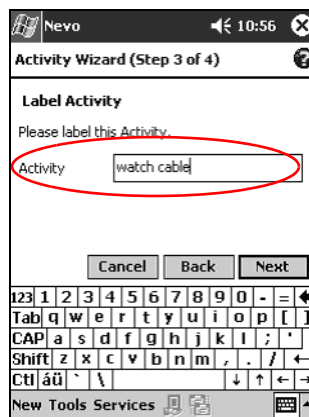 Nevo 10:56
Activity Wizard (Step 3 of 4)
Label Activity
Please label this Activity.
Activity watch cable
Cancel Back Next
123 1 2 3 4 5 6 7 8 9 0 - =
Tab q w e r t y u i o p [ ]
CAP a s d f g h j k l ; '
Shift z x c v b n m , . /
Ctl áü ` \
New Tools Services